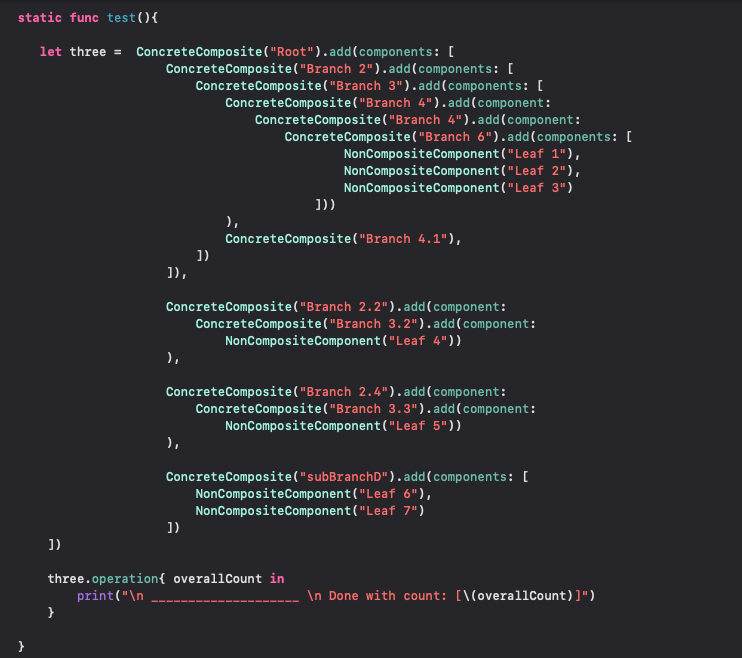 static func test(){
let three =  ConcreteComposite("Root").add(components: [
ConcreteComposite("Branch 2").add(components: [
ConcreteComposite("Branch 3").add(components: [
ConcreteComposite("Branch 4").add(component:
ConcreteComposite("Branch 4").add(component:
ConcreteComposite("Branch 6").add(components: [
NonCompositeComponent("Leaf 1"),
NonCompositeComponent("Leaf 2"),
NonCompositeComponent("Leaf 3")
]))
),
ConcreteComposite("Branch 4.1"),
])
]),
ConcreteComposite("Branch 2.2").add(component:
ConcreteComposite("Branch 3.2").add(component:
NonCompositeComponent("Leaf 4"))
),
ConcreteComposite("Branch 2.4").add(component:
ConcreteComposite("Branch 3.3").add(component:
NonCompositeComponent("Leaf 5"))
),
ConcreteComposite("subBranchD").add(components: [
NonCompositeComponent("Leaf 6"),
NonCompositeComponent("Leaf 7")
])
])
three.operation{ overallCount in
print("\n ____________________ \n Done with count: [\(overallCount)]")
}
}